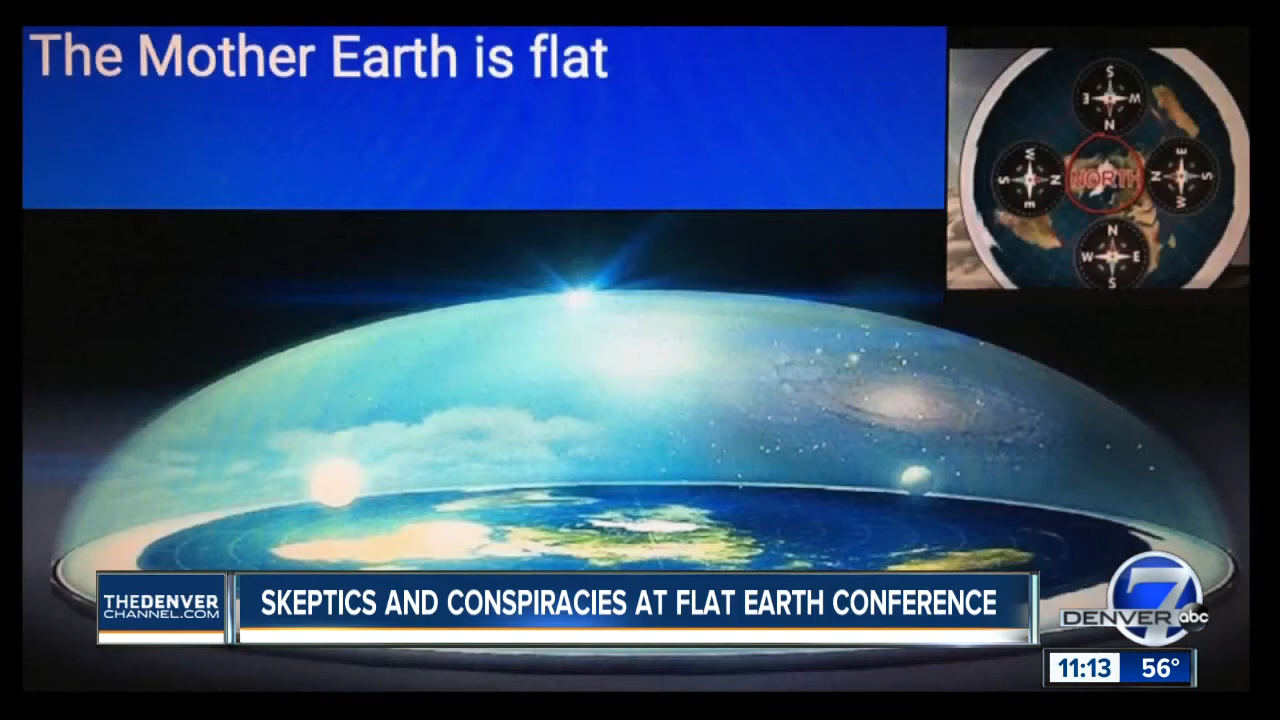 The Mother Earth is flat
S
E W
N
W
S N
E
NORTH
E
N S
W
N
W E
S
THEDENVER
CHANNEL.COM
SKEPTICS AND CONSPIRACIES AT FLAT EARTH CONFERENCE
7
DENVER abc
11:13 56°